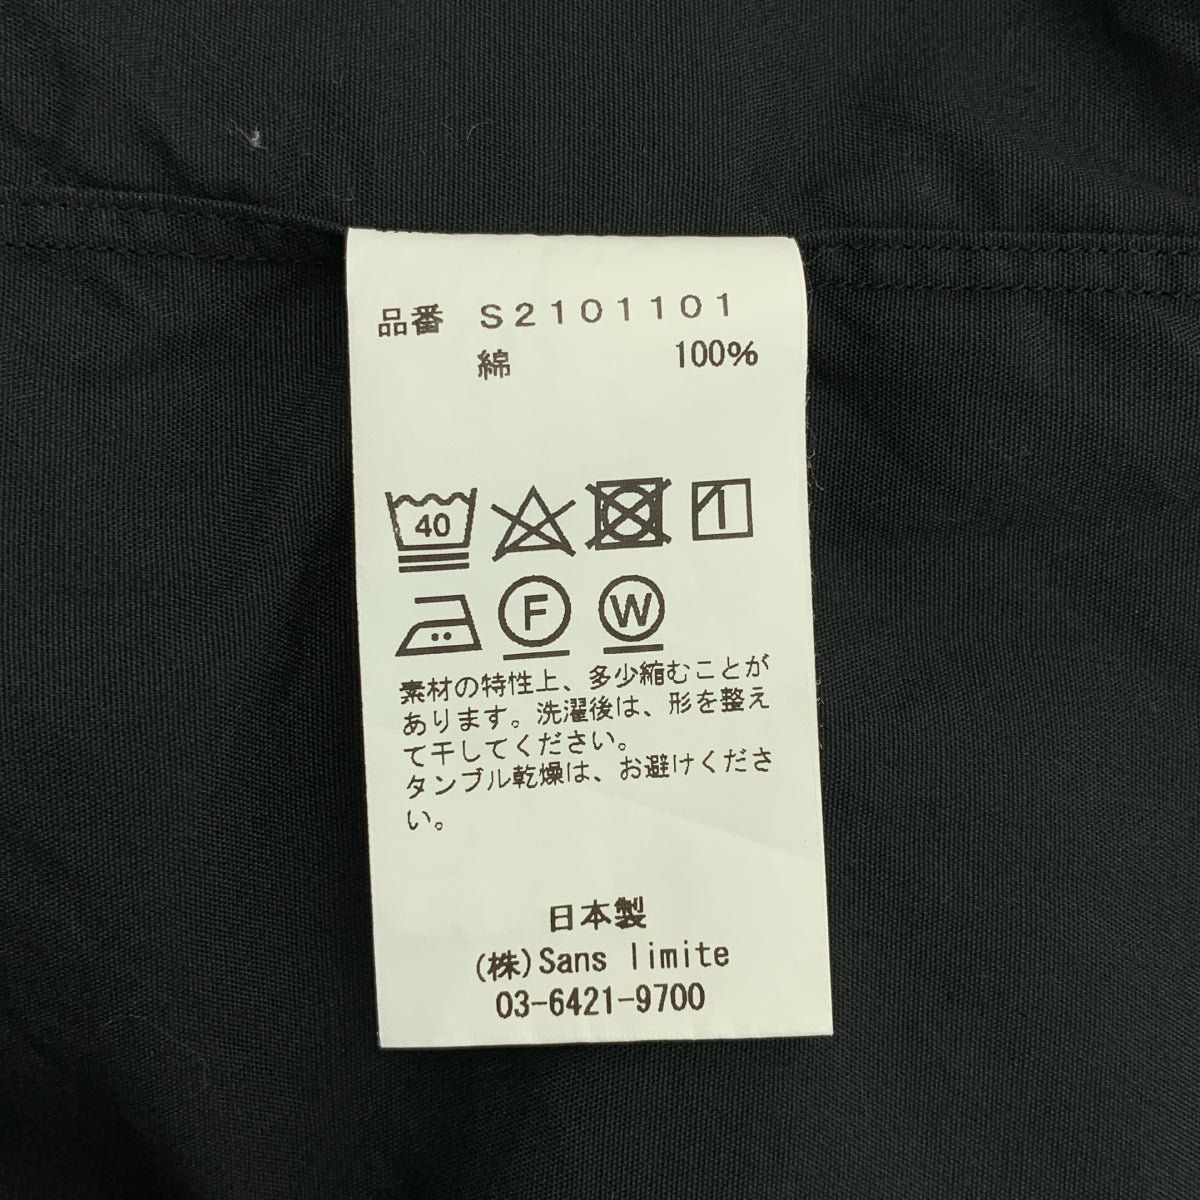 品番 S2101101
綿 100%
40
F W
素材の特性上、多少縮むことが
あります。洗濯後は、形を整え
て干してください。
タンブル乾燥は、お避けくださ
い。
日本製
(株)Sans limite
03-6421-9700